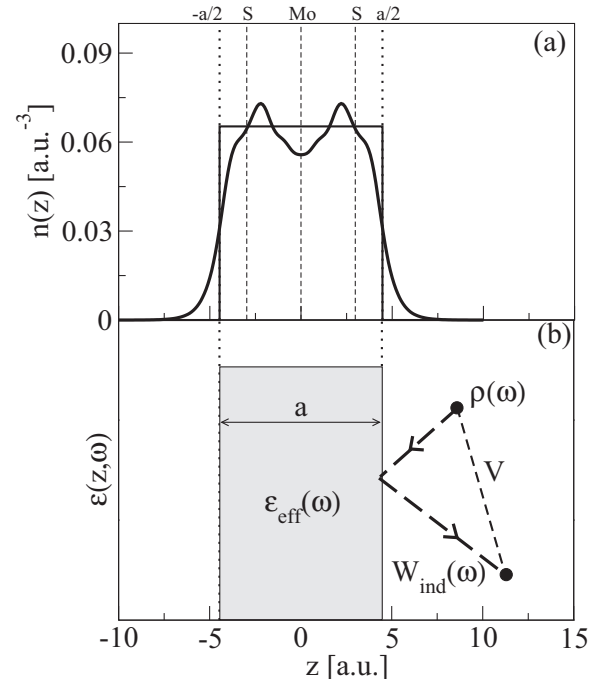 -a/2 S Mo S a/2
(a)
0.09
0.06
0.03
0
n(z) [a.u.⁻³]
(b)
ρ(ω)
a
V
ε(z,ω)
ε_eff(ω)
W_ind(ω)
-10 -5 0 5 10 15
z [a.u.]